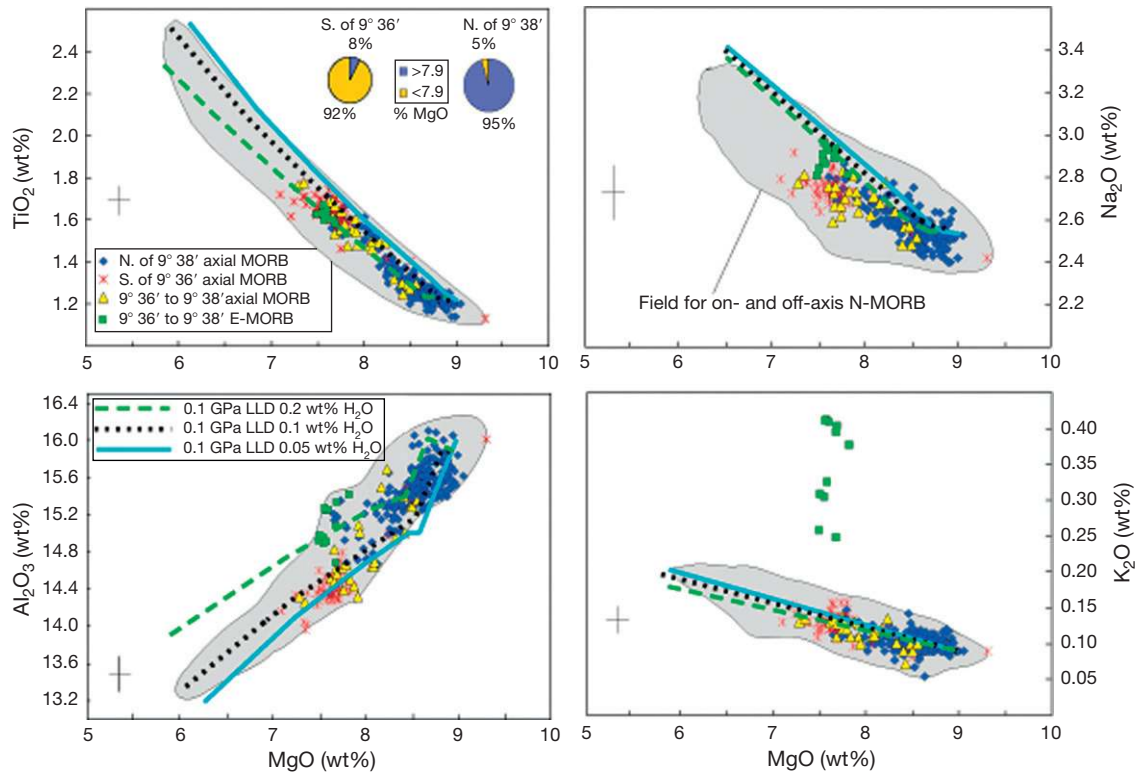 S. of 9° 36′
8%
92%
>7.9
<7.9
% MgO
N. of 9° 38′
5%
95%
TiO2 (wt%)
2.4
2.2
2.0
1.8
1.6
1.4
1.2
N. of 9° 38′ axial MORB
S. of 9° 36′ axial MORB
9° 36′ to 9° 38′axial MORB
9° 36′ to 9° 38′ E-MORB
5 6 7 8 9 10
Na2O (wt%)
3.4
3.2
3.0
2.8
2.6
2.4
2.2
Field for on- and off-axis N-MORB
5 6 7 8 9 10
Al2O3 (wt%)
16.4
16.0
15.6
15.2
14.8
14.4
14.0
13.6
13.2
0.1 GPa LLD 0.2 wt% H2O
0.1 GPa LLD 0.1 wt% H2O
0.1 GPa LLD 0.05 wt% H2O
5 6 7 8 9 10
MgO (wt%)
K2O (wt%)
0.40
0.35
0.30
0.25
0.20
0.15
0.10
0.05
5 6 7 8 9 10
MgO (wt%)